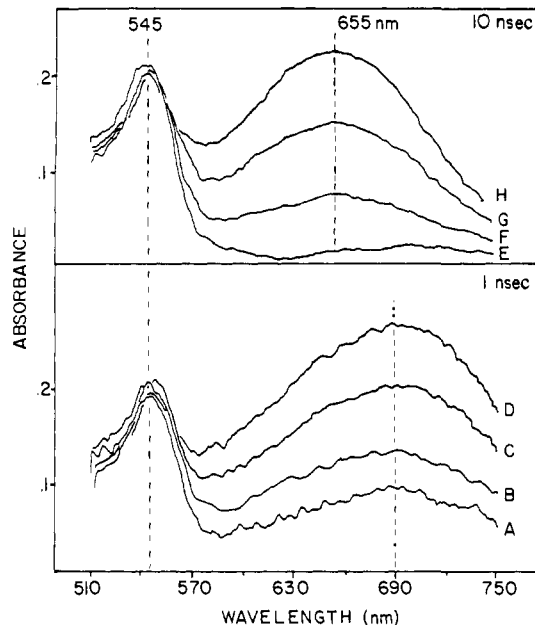 545
655 nm
10 nsec
.2
.1
H
G
F
E
ABSORBANCE
1 nsec
.2
.1
D
C
B
A
510
570
630
690
750
WAVELENGTH (nm)